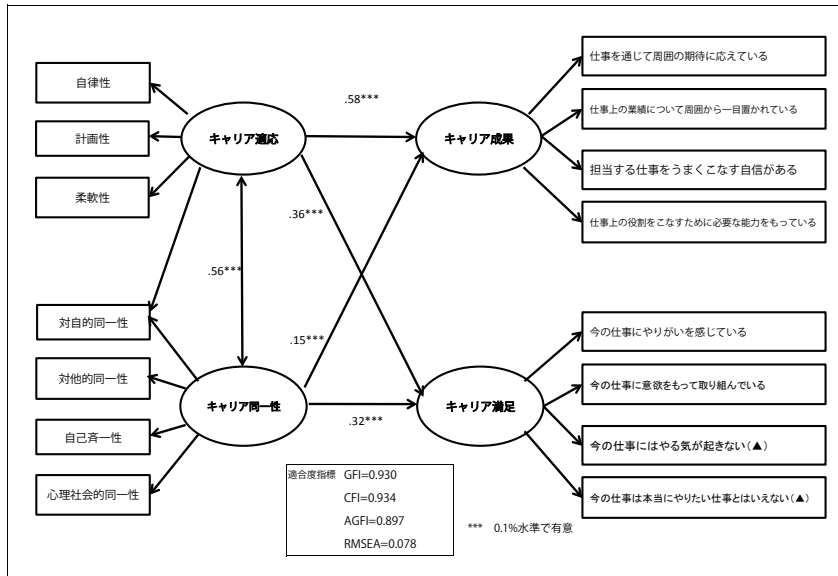 自律性
計画性
柔軟性
対自的同一性
対他的同一性
自己斉一性
心理社会的同一性
キャリア適応
キャリア同一性
.58***
.36***
.56***
.15***
.32***
キャリア成果
キャリア満足
仕事を通じて周囲の期待に応えている
仕事上の業績について周囲から一目置かれている
担当する仕事をうまくこなす自信がある
仕事上の役割をこなすために必要な能力をもっている
今の仕事にやりがいを感じている
今の仕事に意欲をもって取り組んでいる
今の仕事にはやる気が起きない(▲)
今の仕事は本当にやりたい仕事とはいえない(▲)
適合度指標 GFI=0.930
CFI=0.934
AGFI=0.897
RMSEA=0.078
*** 0.1%水準で有意